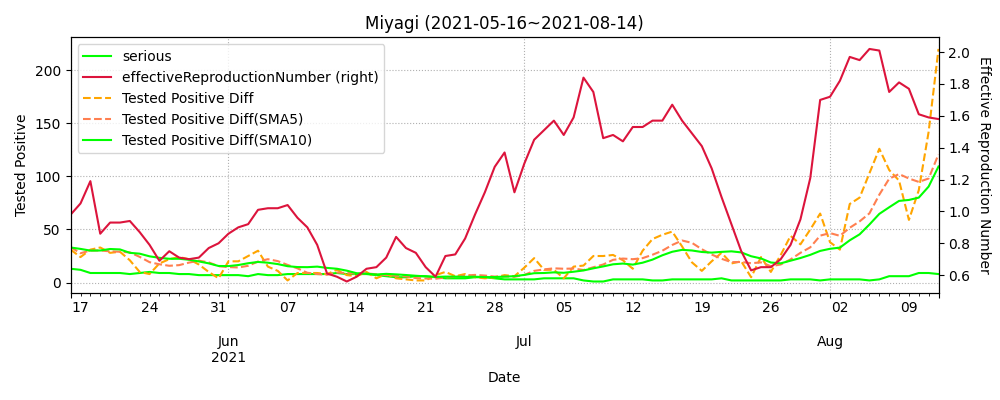 Miyagi (2021-05-16~2021-08-14)
serious
effectiveReproductionNumber (right)
Tested Positive Diff
Tested Positive Diff(SMA5)
Tested Positive Diff(SMA10)
Tested Positive
200
150
100
50
0
2.0
1.8
1.6
1.4
1.2
1.0
0.8
0.6
Effective Reproduction Number
17 24 31 07 14 21 28 05 12 19 26 02 09
Jun Jul Aug
2021
Date